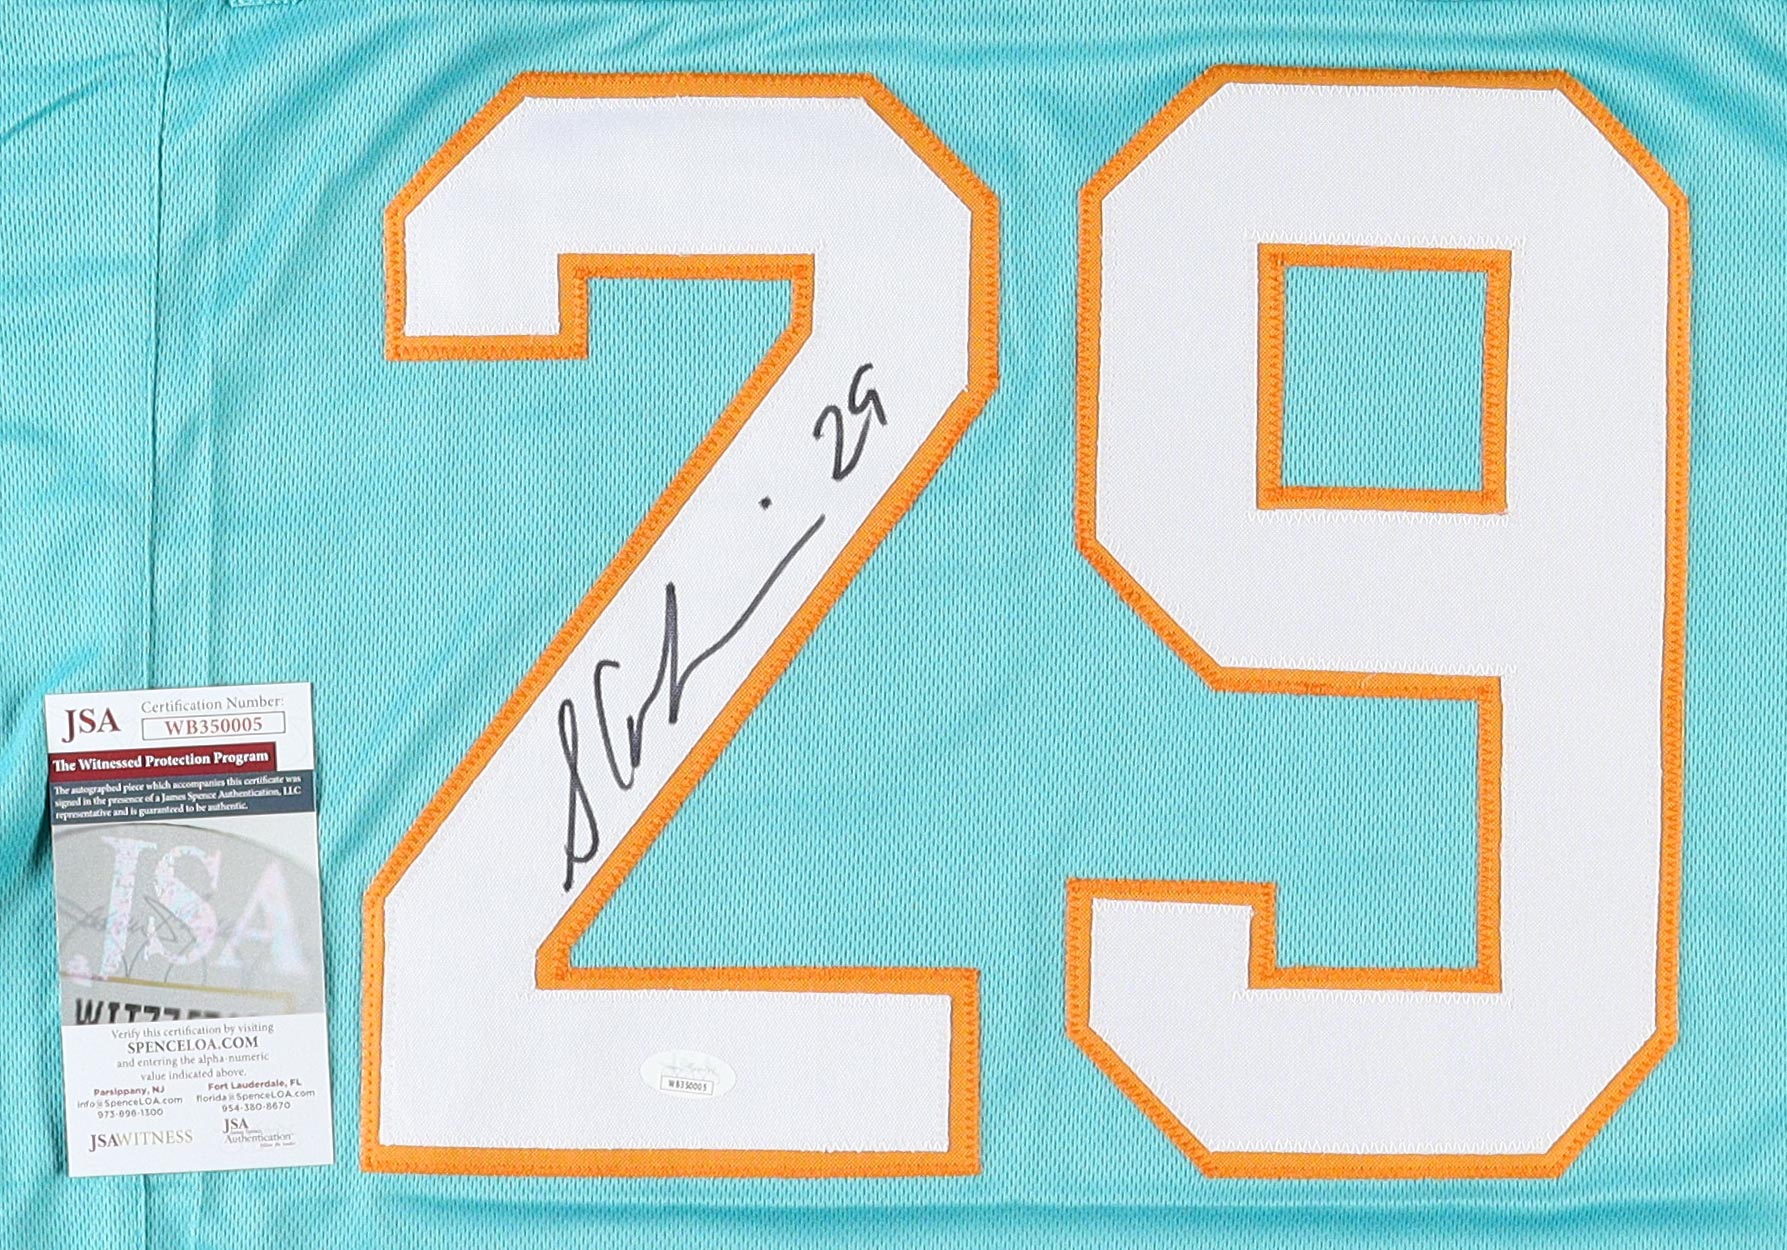 29
29
JSA
Certification Number:
WB350005
The Witnessed Protection Program
The autographed piece which accompanies this certificate was
signed in the presence of a James Spence Authentication, LLC
representative and is guaranteed to be authentic.
JSA
Verify this certification by visiting
SPENCELOA.COM
and entering the alpha-numeric
value indicated above.
Parsippany, NJ
info@SpenceLOA.com
973-898-1300
Fort Lauderdale, FL
florida@SpenceLOA.com
954-380-8670
JSAWITNESS
JSA
Authentication
WB350005